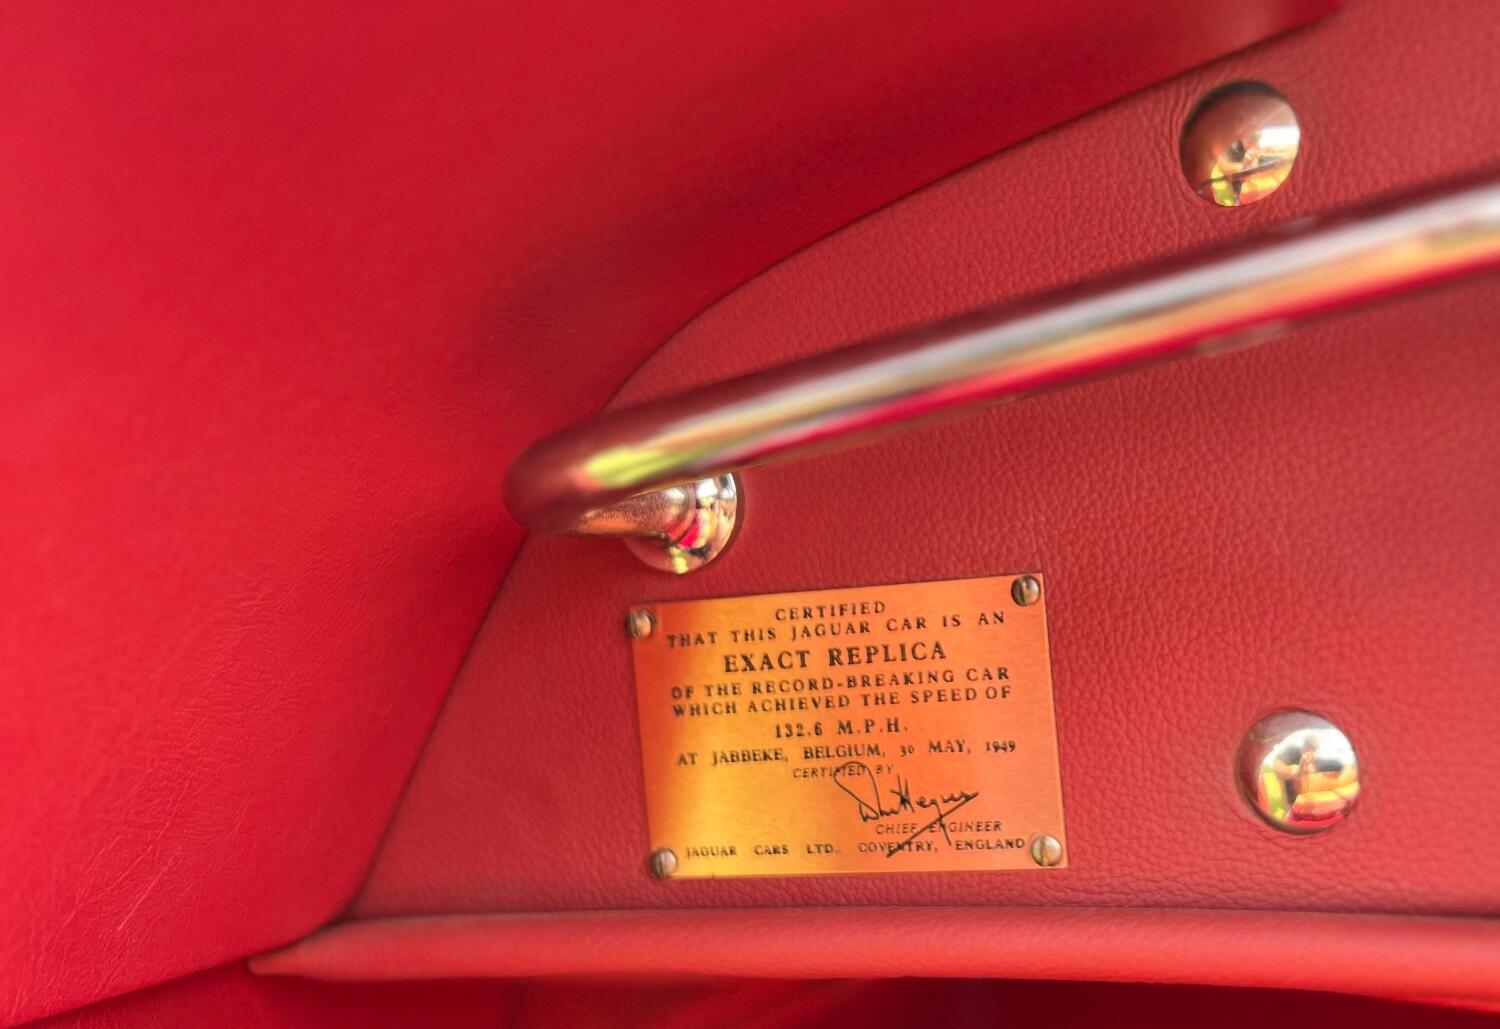 CERTIFIED
THAT THIS JAGUAR CAR IS AN
EXACT REPLICA
OF THE RECORD-BREAKING CAR
WHICH ACHIEVED THE SPEED OF
132.6 M.P.H.
AT JABBEKE, BELGIUM, 30 MAY, 1949
CERTIFIED BY
CHIEF ENGINEER
JAGUAR CARS LTD., COVENTRY, ENGLAND